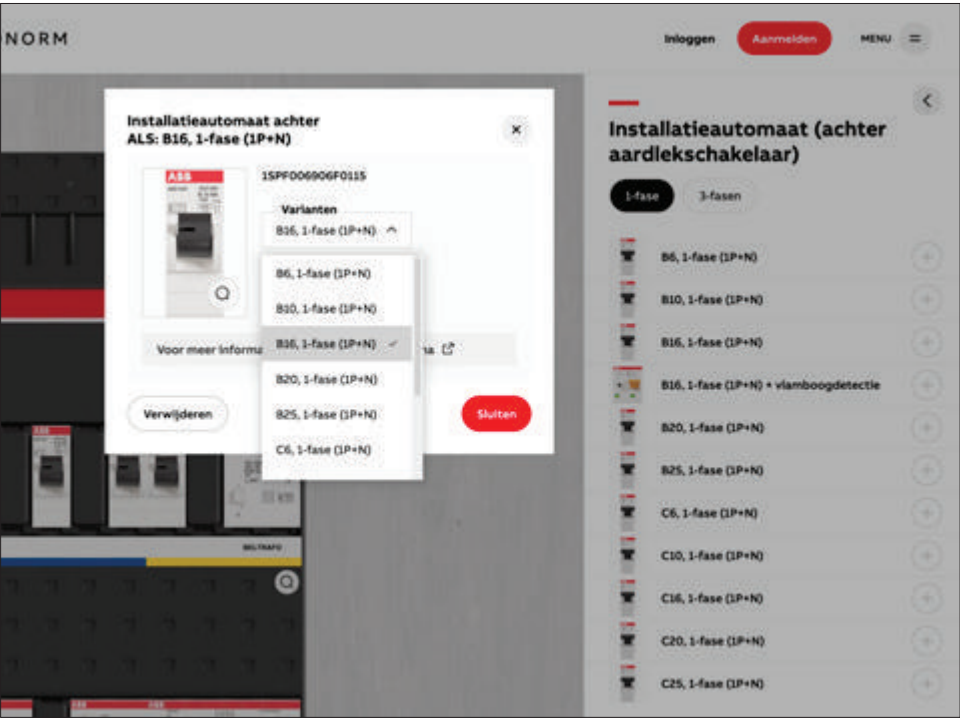 NORM
Inloggen
Aanmelden
MENU
Installatieautomaat achter
ALS: B16, 1-fase (1P+N)
ABB
1SPF006906F0115
Varianten
B16, 1-fase (1P+N)
B6, 1-fase (1P+N)
B10, 1-fase (1P+N)
B16, 1-fase (1P+N)
B20, 1-fase (1P+N)
B25, 1-fase (1P+N)
C6, 1-fase (1P+N)
Voor meer informa
na
Verwijderen
Sluiten
ABB
BELTRAFO
ABB
ABB
Installatieautomaat (achter
aardlekschakelaar)
1-fase
3-fasen
B6, 1-fase (1P+N)
B10, 1-fase (1P+N)
B16, 1-fase (1P+N)
B16, 1-fase (1P+N) + vlamboogdetectie
B20, 1-fase (1P+N)
B25, 1-fase (1P+N)
C6, 1-fase (1P+N)
C10, 1-fase (1P+N)
C16, 1-fase (1P+N)
C20, 1-fase (1P+N)
C25, 1-fase (1P+N)